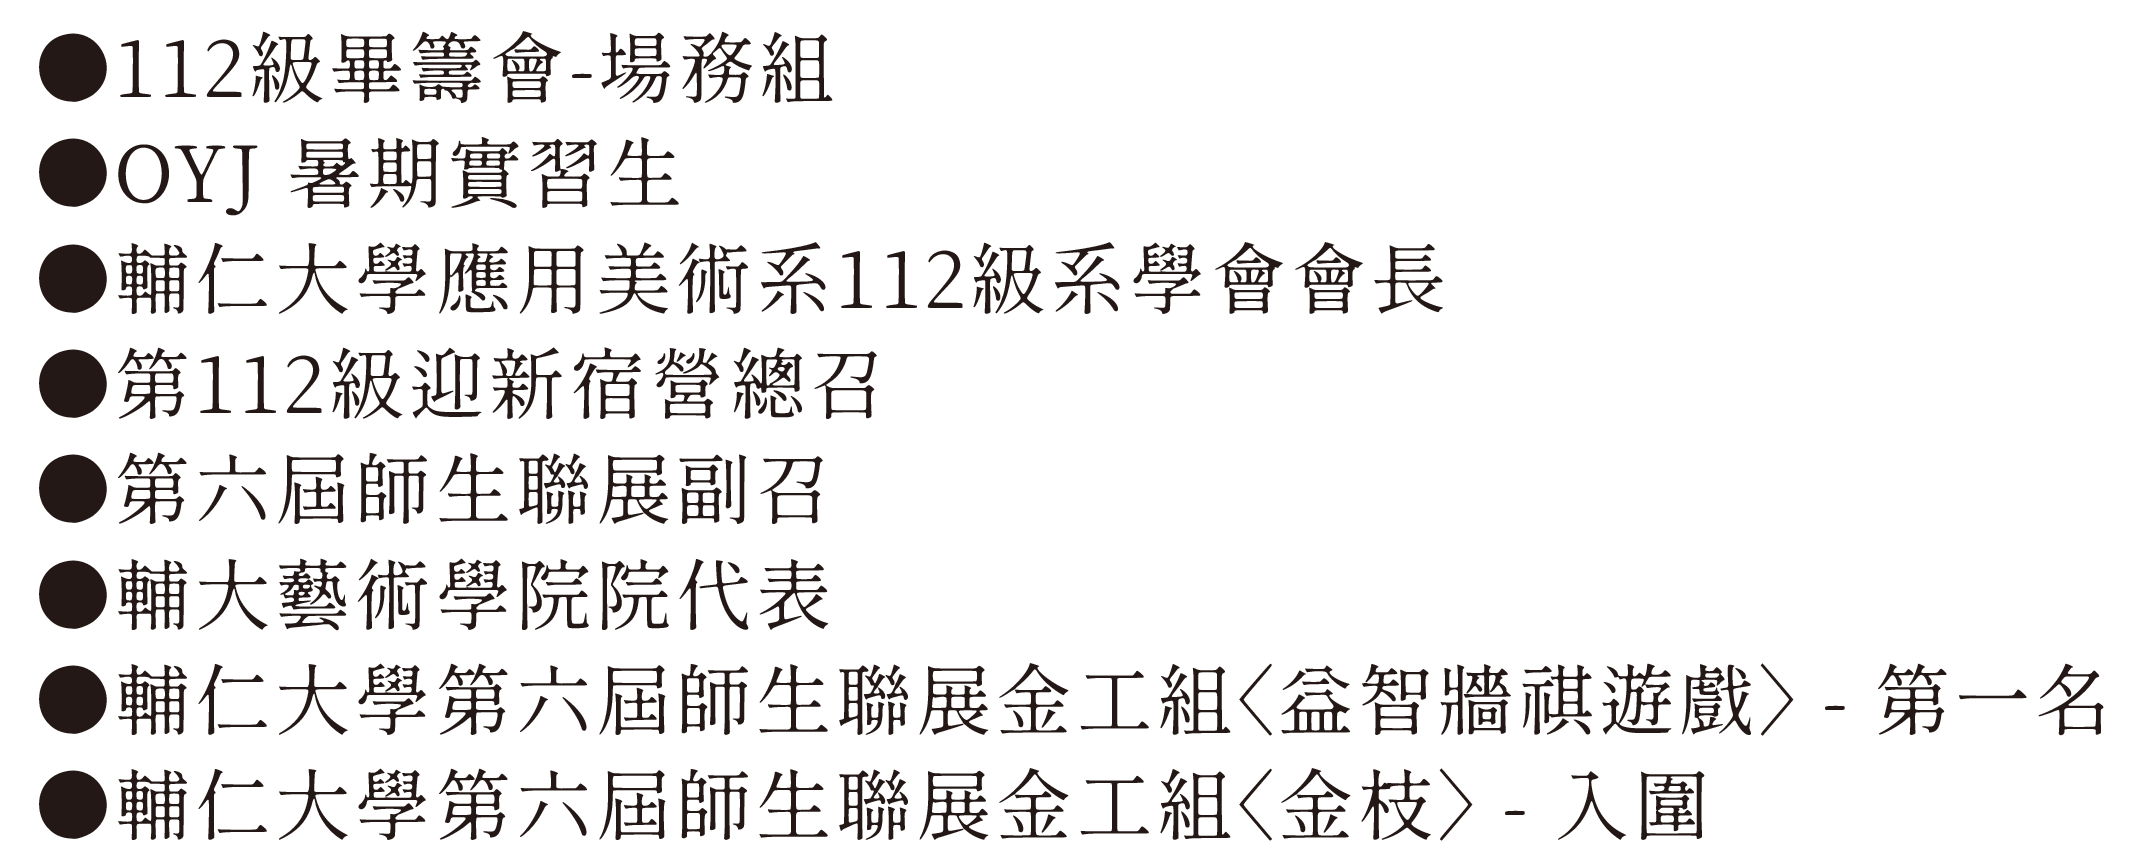 ●112級畢籌會-場務組
●OYJ 暑期實習生
●輔仁大學應用美術系112級系學會會長
●第112級迎新宿營總召
●第六屆師生聯展副召
●輔大藝術學院院代表
●輔仁大學第六屆師生聯展金工組〈益智牆祺遊戲〉- 第一名
●輔仁大學第六屆師生聯展金工組〈金枝〉- 入圍